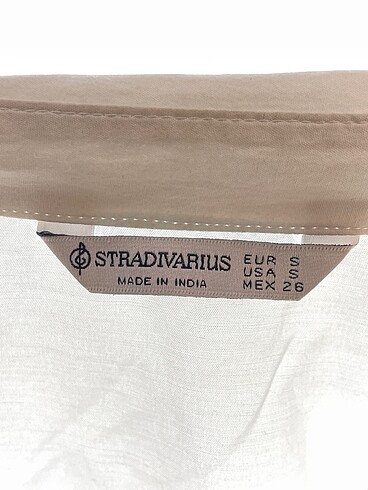 STRADIVARIUS
MADE IN INDIA
EUR S
USA S
MEX 26